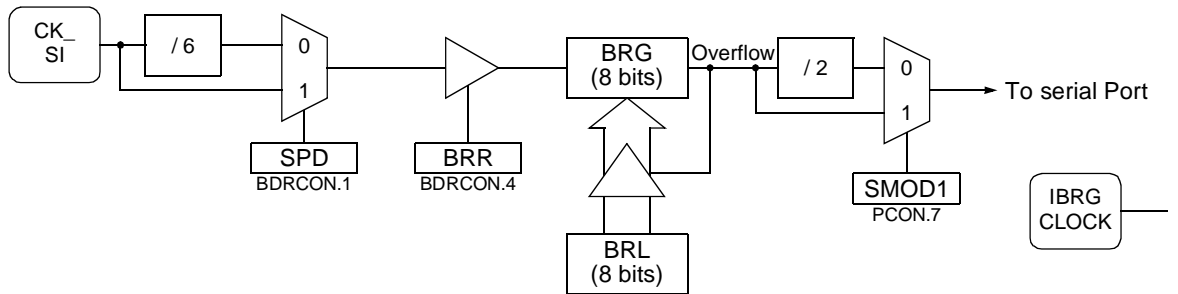 CK_
SI
/ 6
0
1
SPD
BDRCON.1
BRR
BDRCON.4
BRG
(8 bits)
Overflow
BRL
(8 bits)
/ 2
0
1
SMOD1
PCON.7
To serial Port
IBRG
CLOCK